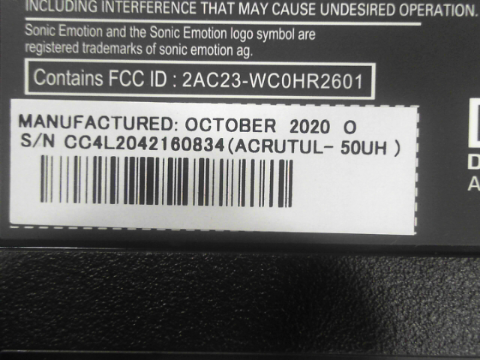 INCLUDING INTERFERENCE THAT MAY CAUSE UNDESIRED OPERATION.
Sonic Emotion and the Sonic Emotion logo symbol are
registered trademarks of sonic emotion ag.
Contains FCC ID : 2AC23-WC0HR2601
MANUFACTURED: OCTOBER 2020 O
S/N CC4L2042160834(ACRUTUL-50UH)
D
A